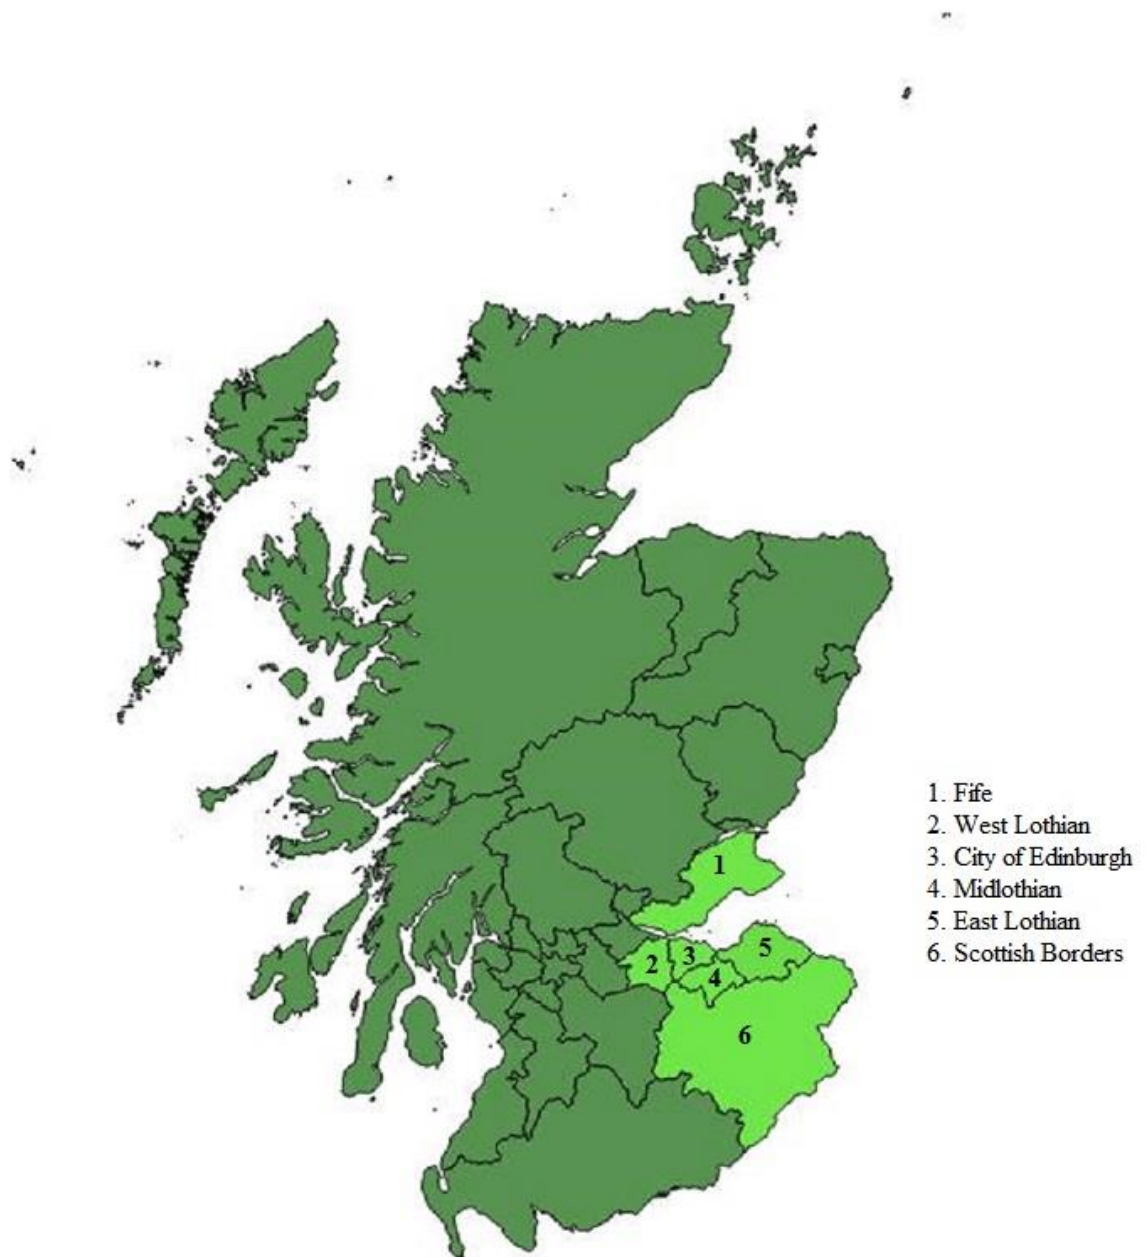 1
2
3
4
5
6
1. Fife
2. West Lothian
3. City of Edinburgh
4. Midlothian
5. East Lothian
6. Scottish Borders